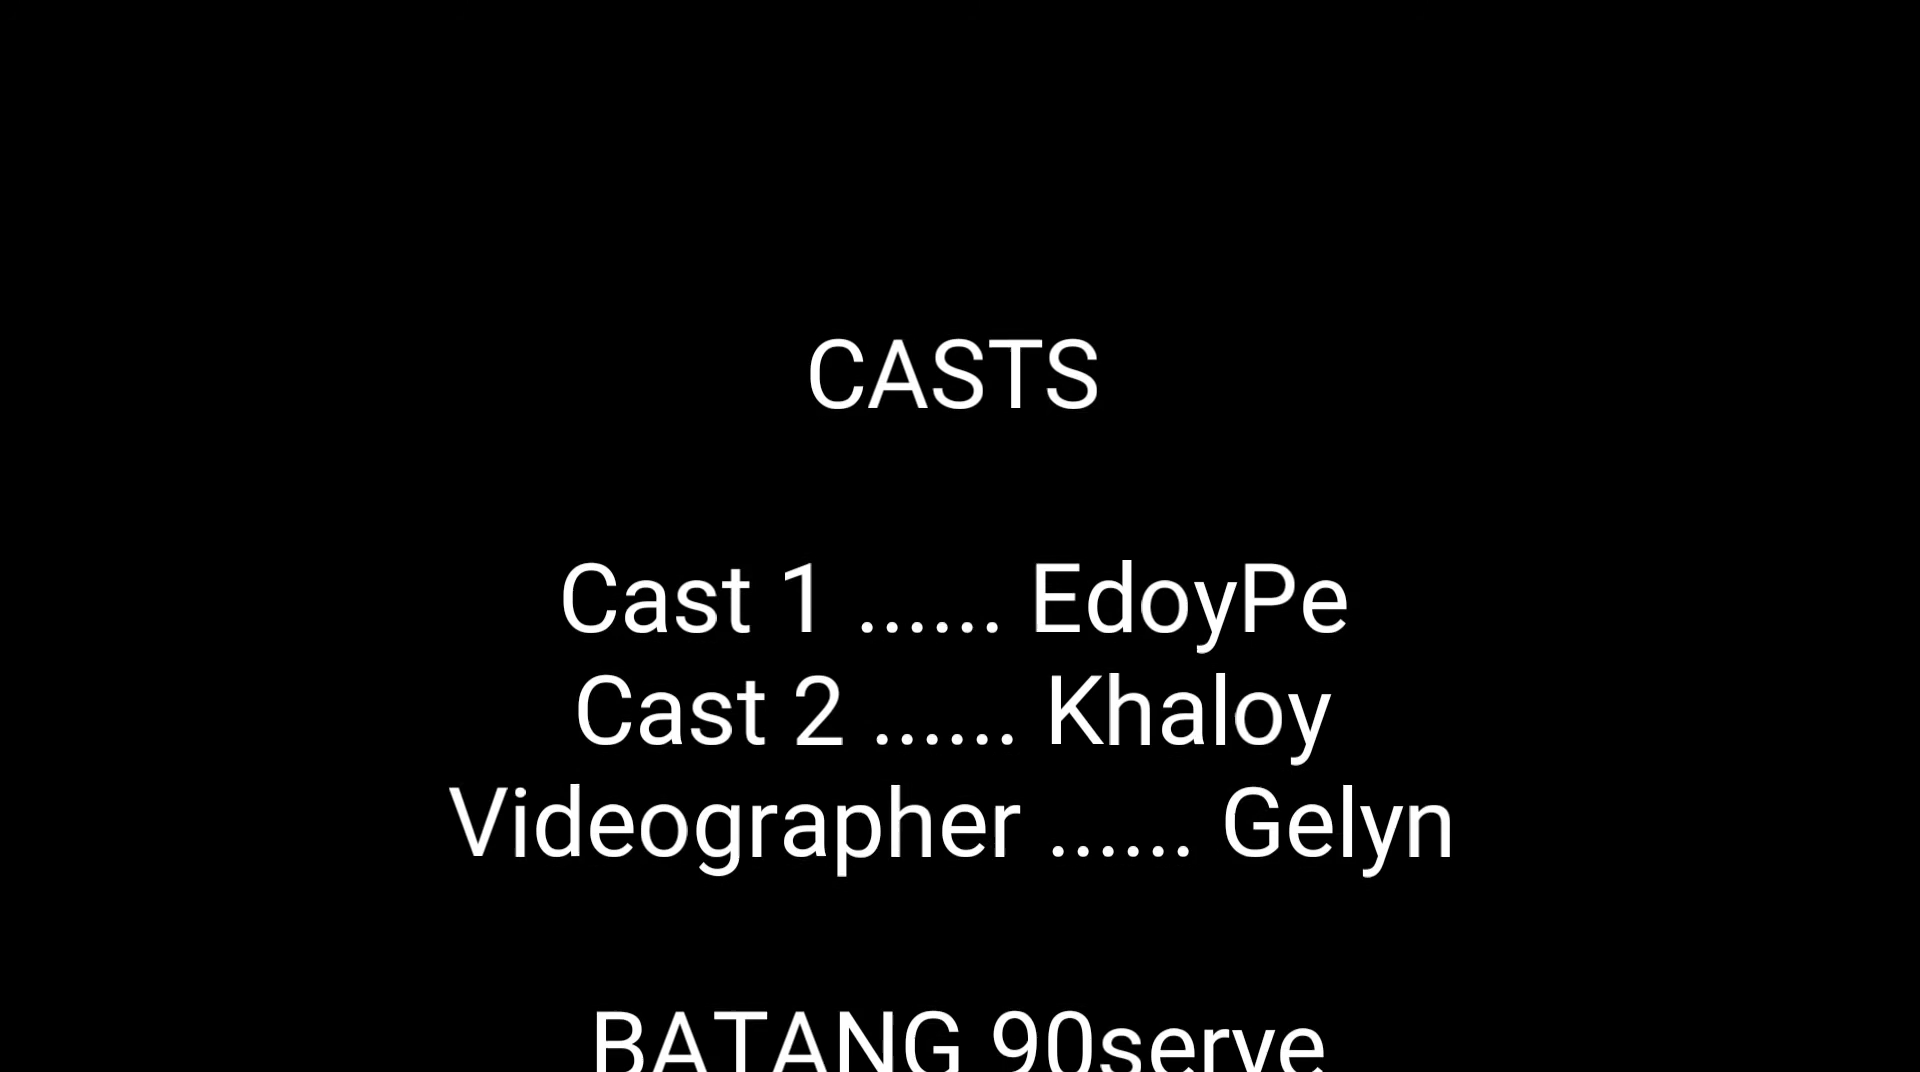 CASTS
Cast 1 ...... EdoyPe
Cast 2 ...... Khaloy
Videographer ...... Gelyn
BATANG 90serve